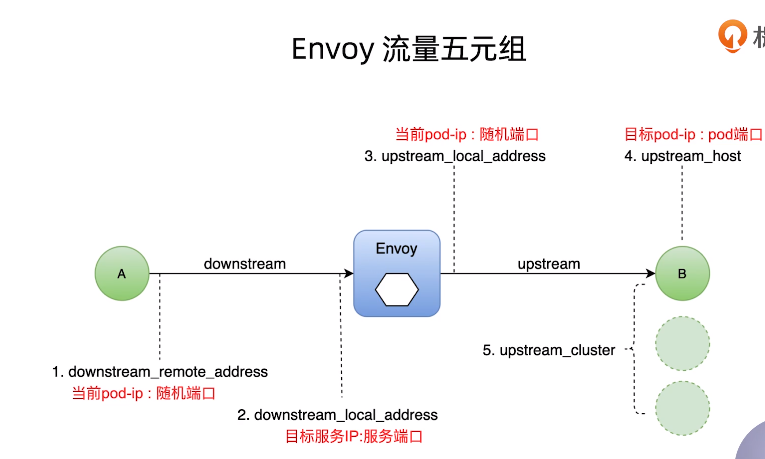 Envoy 流量五元组
当前pod-ip : 随机端口
目标pod-ip : pod端口
3. upstream_local_address
4. upstream_host
Envoy
downstream
upstream
A
B
5. upstream_cluster
1. downstream_remote_address
当前pod-ip : 随机端口
2. downstream_local_address
目标服务IP:服务端口